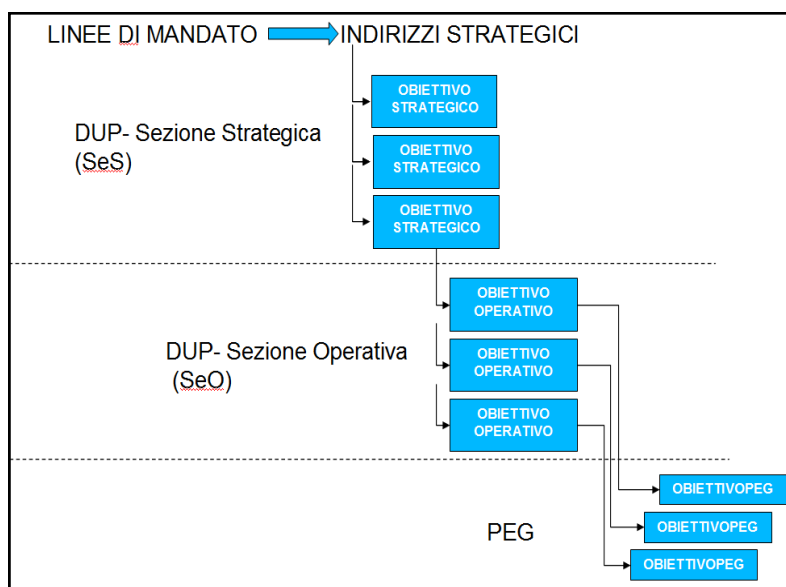 LINEE DI MANDATO INDIRIZZI STRATEGICI
OBIETTIVO
STRATEGICO
DUP- Sezione Strategica
(SeS)
OBIETTIVO
STRATEGICO
OBIETTIVO
STRATEGICO
OBIETTIVO
OPERATIVO
DUP- Sezione Operativa
(SeO)
OBIETTIVO
OPERATIVO
OBIETTIVO
OPERATIVO
OBIETTIVOPEG
PEG
OBIETTIVOPEG
OBIETTIVOPEG